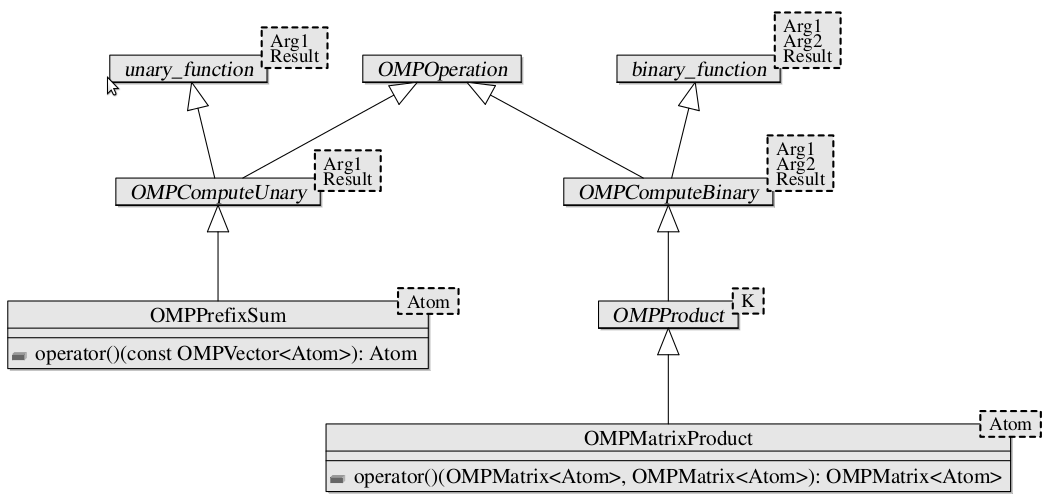 Arg1
Result
unary_function
OMPOperation
Arg1
Arg2
Result
binary_function
Arg1
Result
OMPComputeUnary
Arg1
Arg2
Result
OMPComputeBinary
Atom
OMPPrefixSum
operator()(const OMPVector<Atom>): Atom
K
OMPProduct
Atom
OMPMatrixProduct
operator()(OMPMatrix<Atom>, OMPMatrix<Atom>): OMPMatrix<Atom>